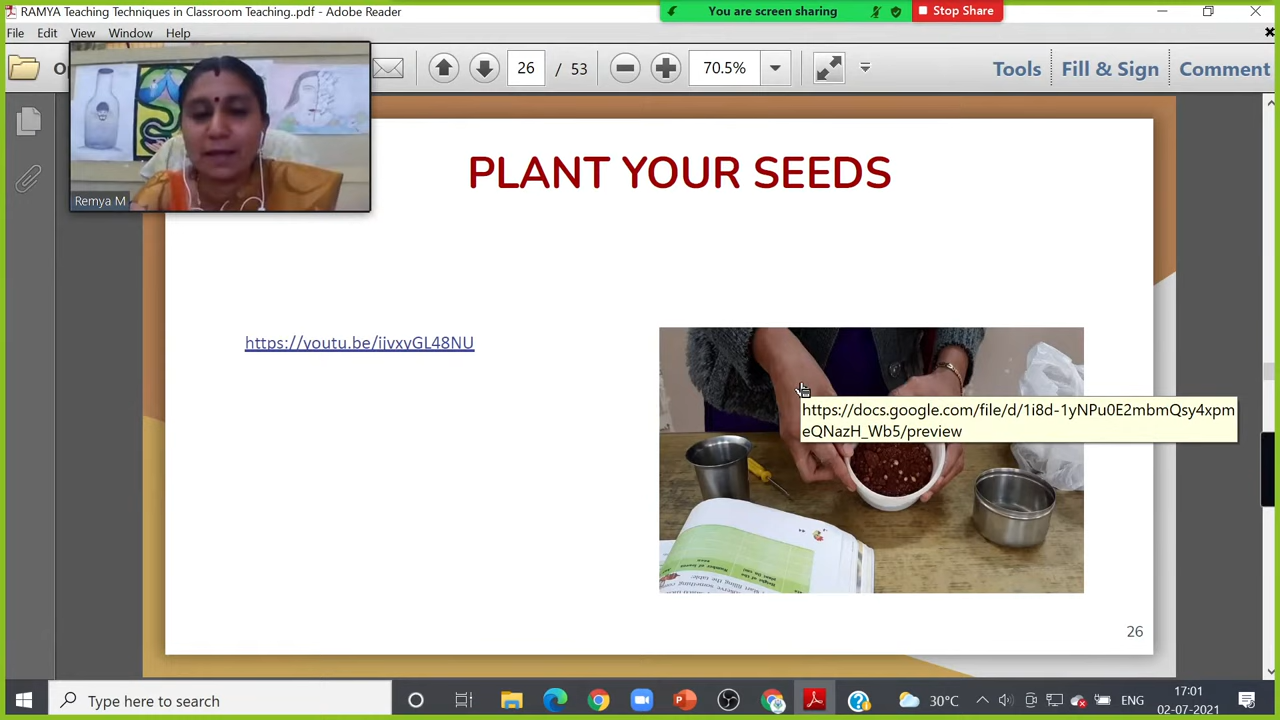 RAMYA Teaching Techniques in Classroom Teaching..pdf - Adobe Reader
You are screen sharing
Stop Share
File Edit View Window Help
26 / 53
70.5%
Tools Fill & Sign Comment
Remya M
PLANT YOUR SEEDS
https://youtu.be/iivxyGL48NU
https://docs.google.com/file/d/1i8d-1yNPu0E2mbmQsy4xpm
eQNazH_Wb5/preview
26
Type here to search
30°C
ENG
17:01
02-07-2021